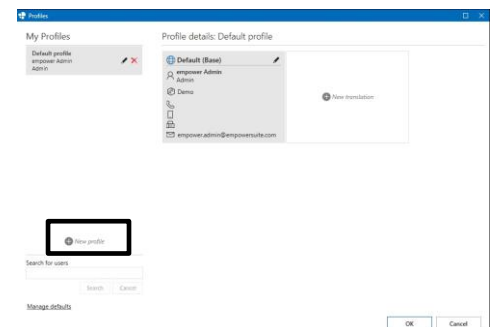 Profiles
My Profiles
Default profile
empower Admin
Admin
New profile
Search for users
Search Cancel
Manage defaults
Profile details: Default profile
Default (Base)
empower Admin
Admin
Demo
empower.admin@empowersuite.com
New translation
OK Cancel